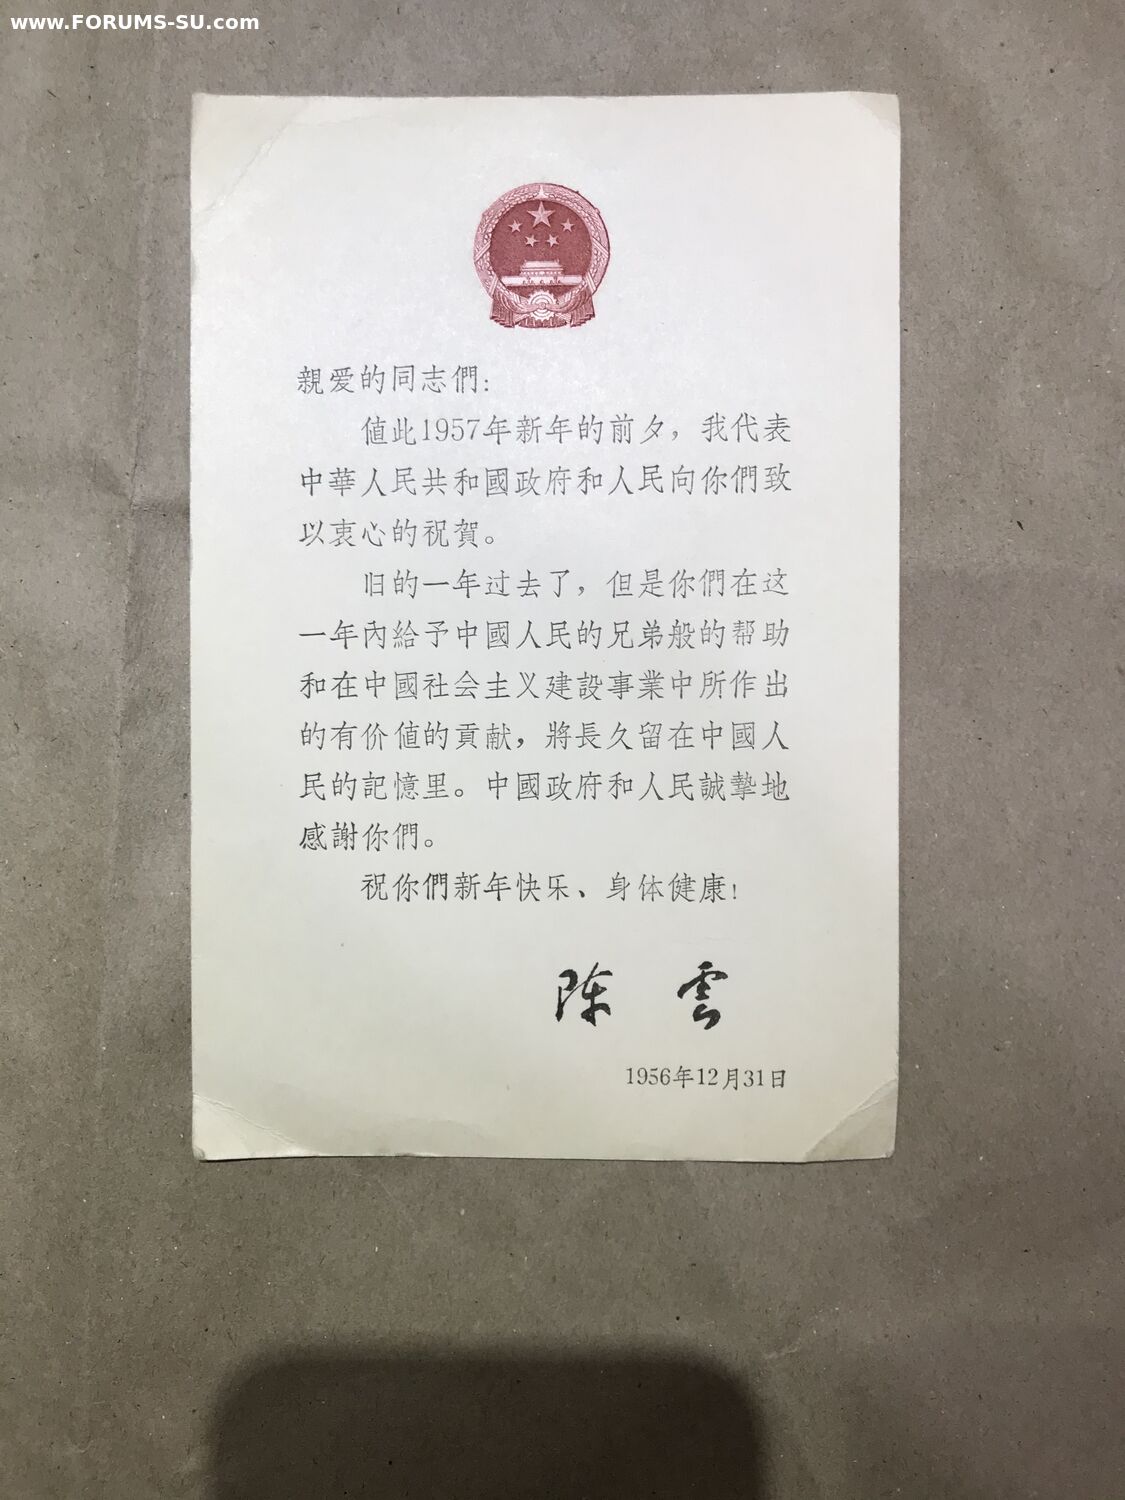 www.FORUMS-SU.com
親爱的同志們：
值此1957年新年的前夕，我代表
中華人民共和國政府和人民向你們致
以衷心的祝賀。
旧的一年过去了，但是你們在这
一年內給予中國人民的兄弟般的帮助
和在中國社会主义建設事業中所作出
的有价值的貢献，將長久留在中國人
民的記憶里。中國政府和人民誠摯地
感謝你們。
祝你們新年快乐、身体健康！
陈雲
1956年12月31日